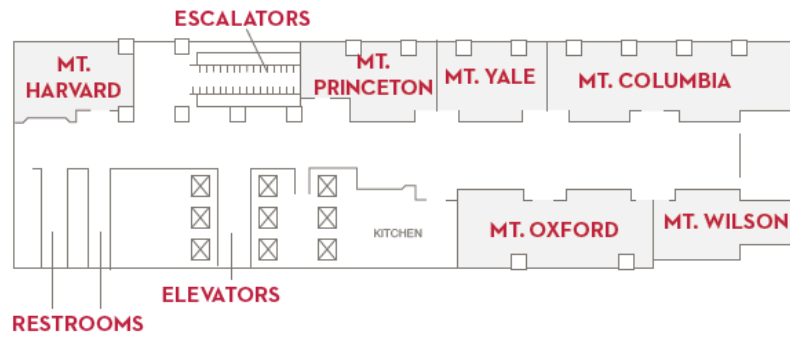 ESCALATORS
MT.
HARVARD
MT.
PRINCETON
MT. YALE
MT. COLUMBIA
KITCHEN
MT. OXFORD
MT. WILSON
ELEVATORS
RESTROOMS